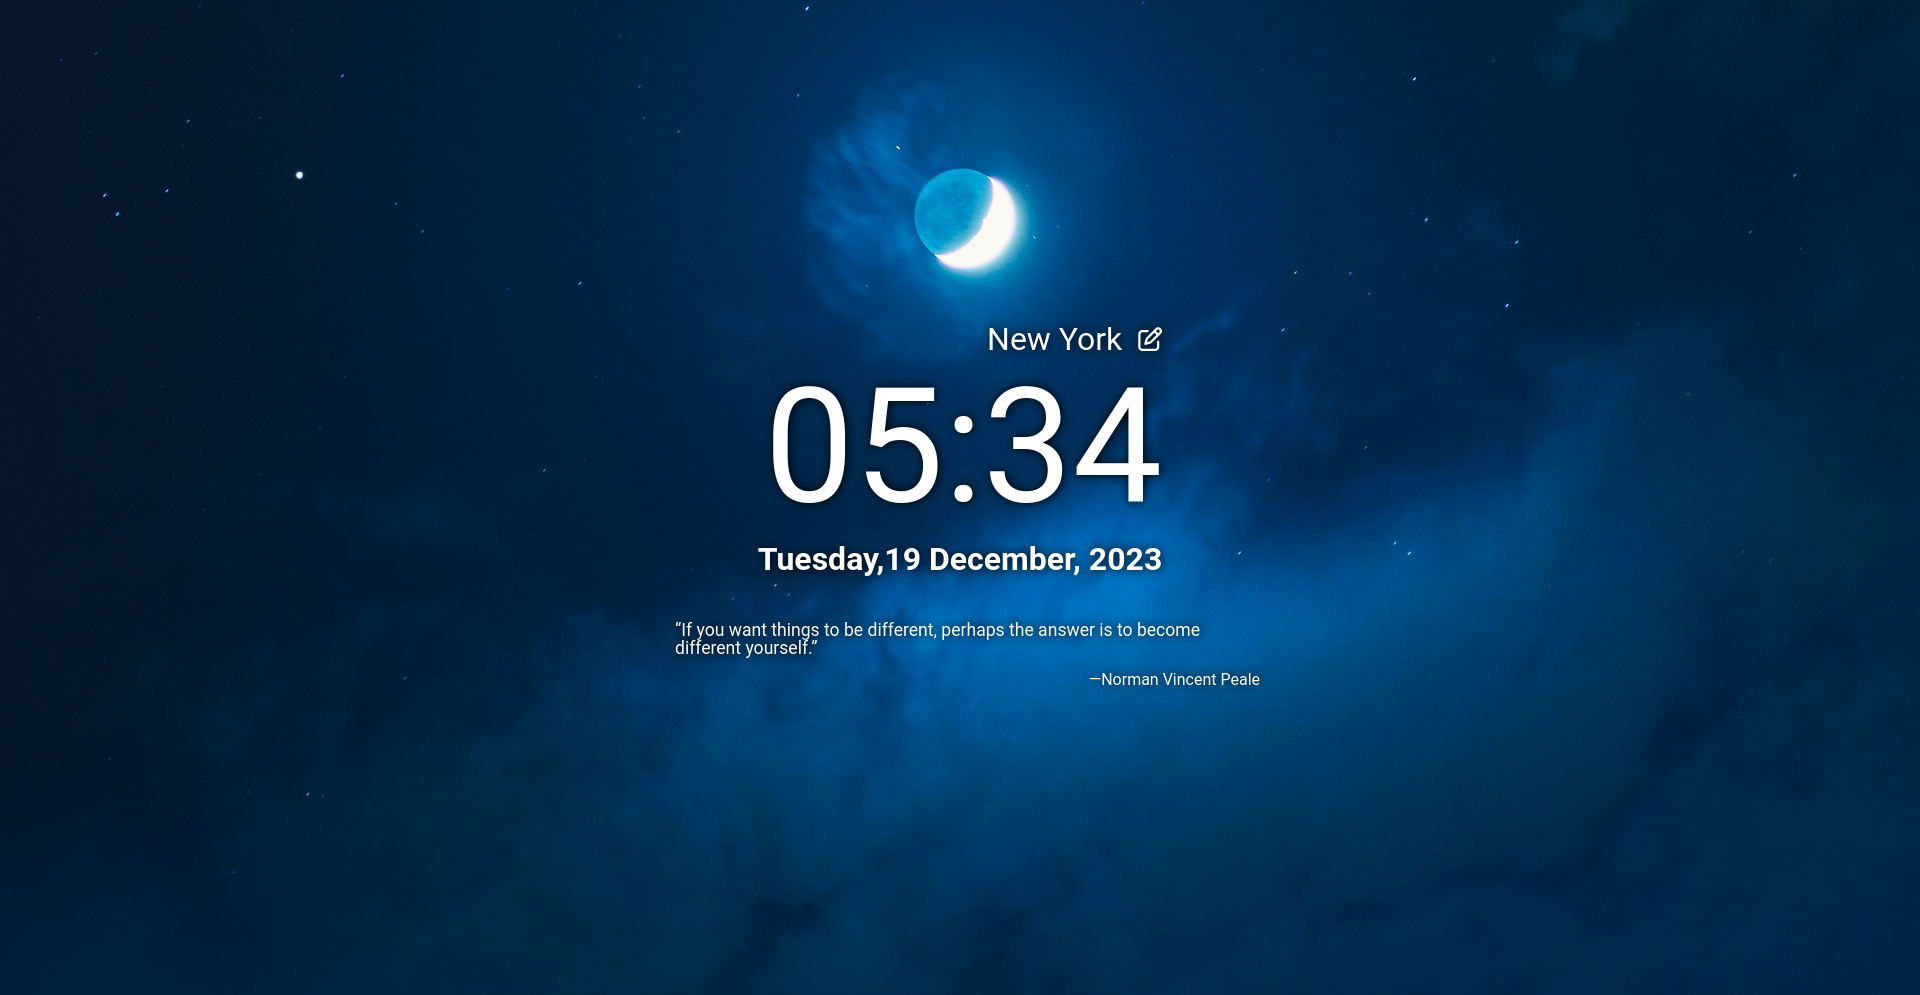 New York
05:34
Tuesday,19 December, 2023
“If you want things to be different, perhaps the answer is to become
different yourself.”
—Norman Vincent Peale